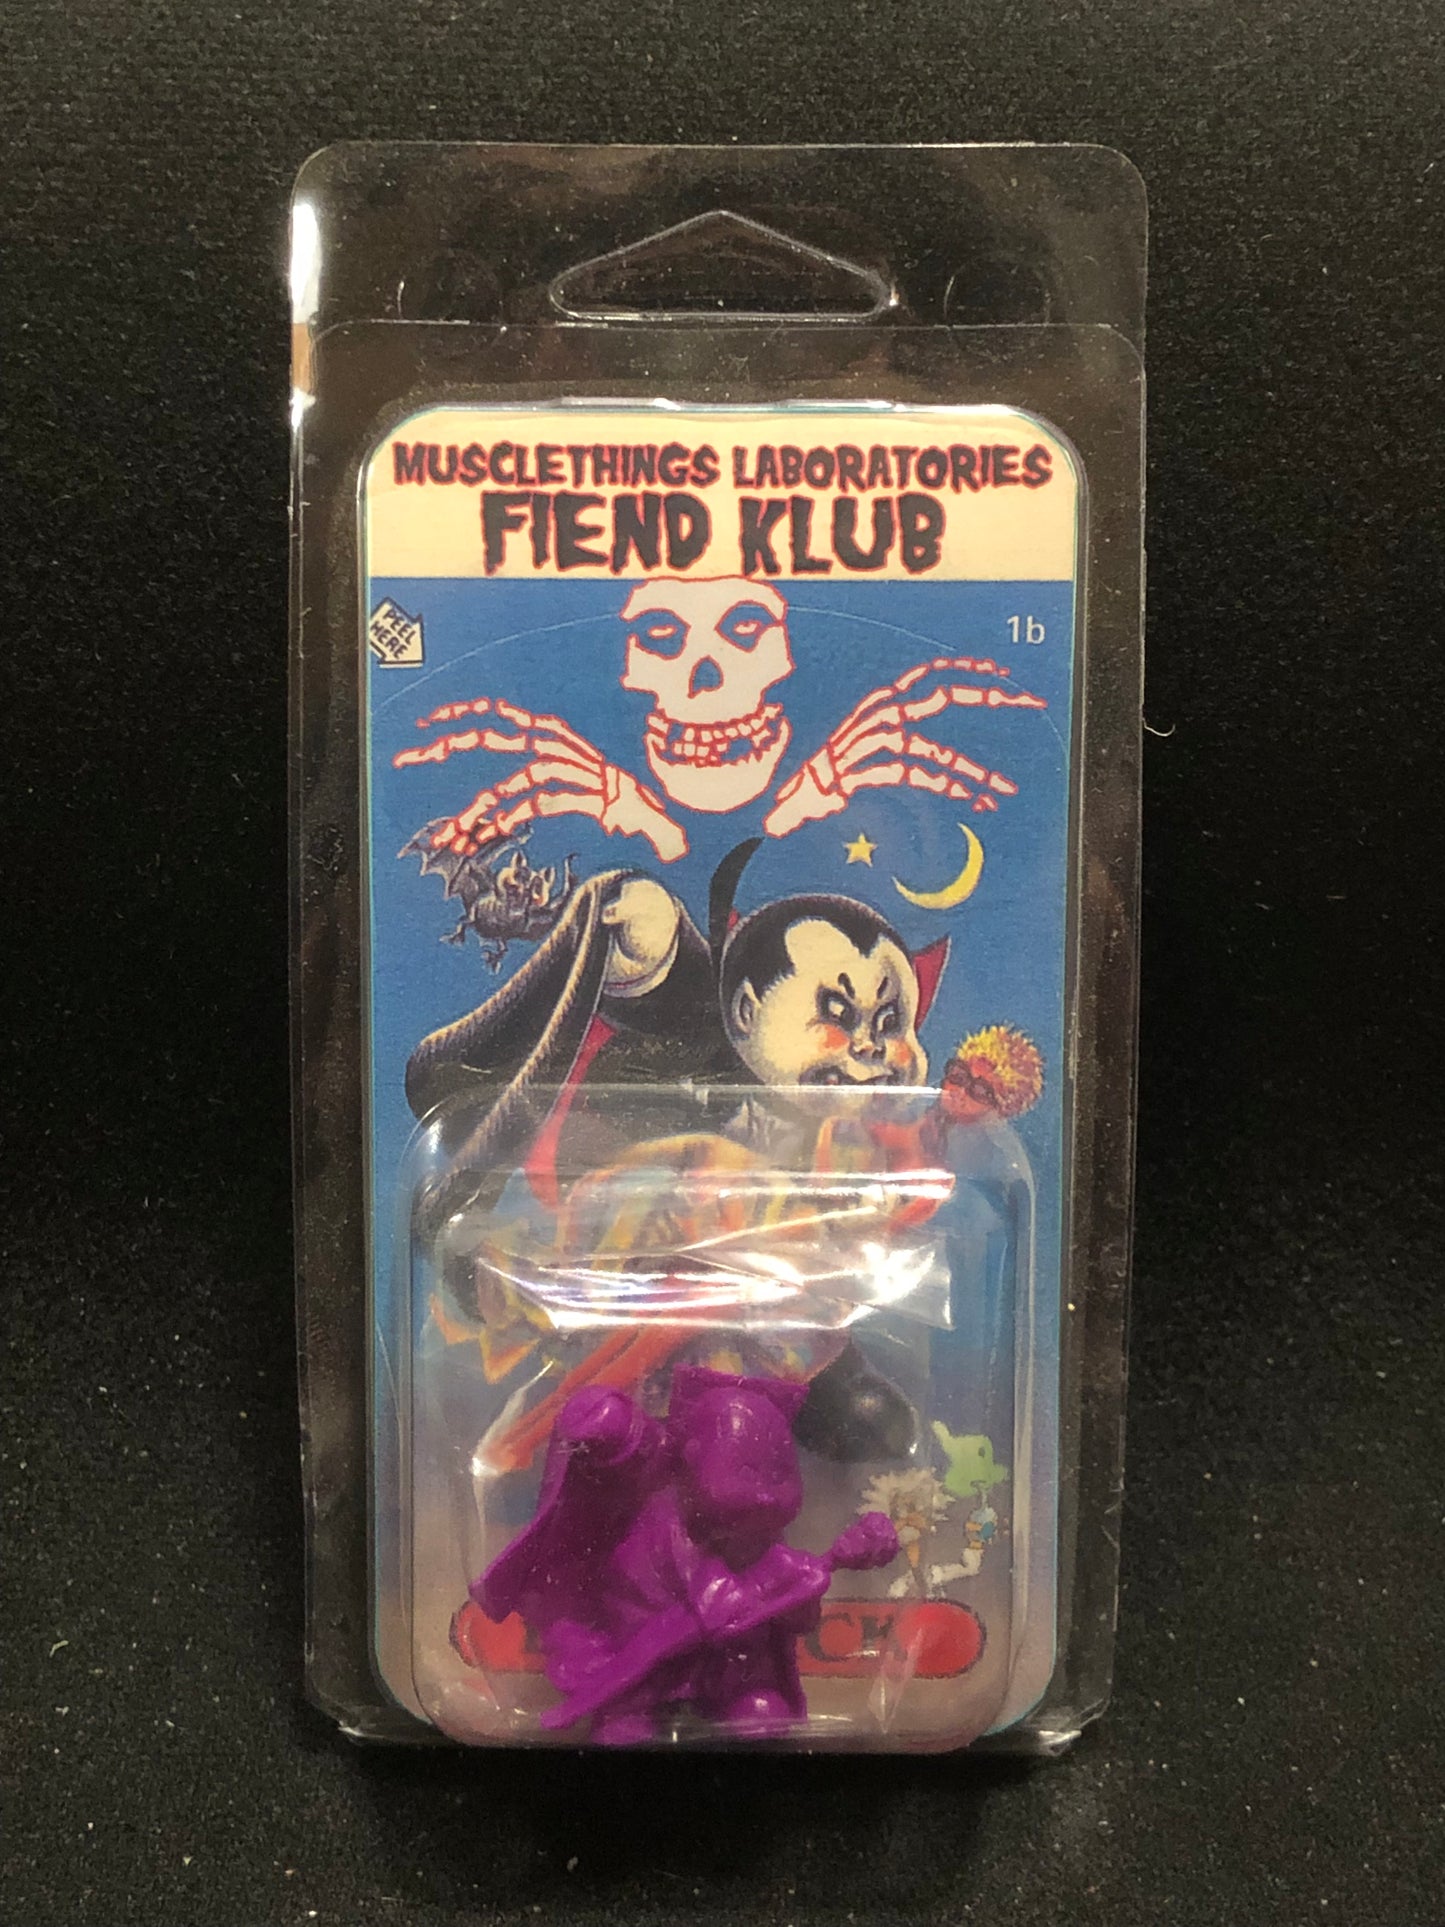 MUSCLETHINGS LABORATORIES
FIEND KLUB
PEEL
HERE
1b